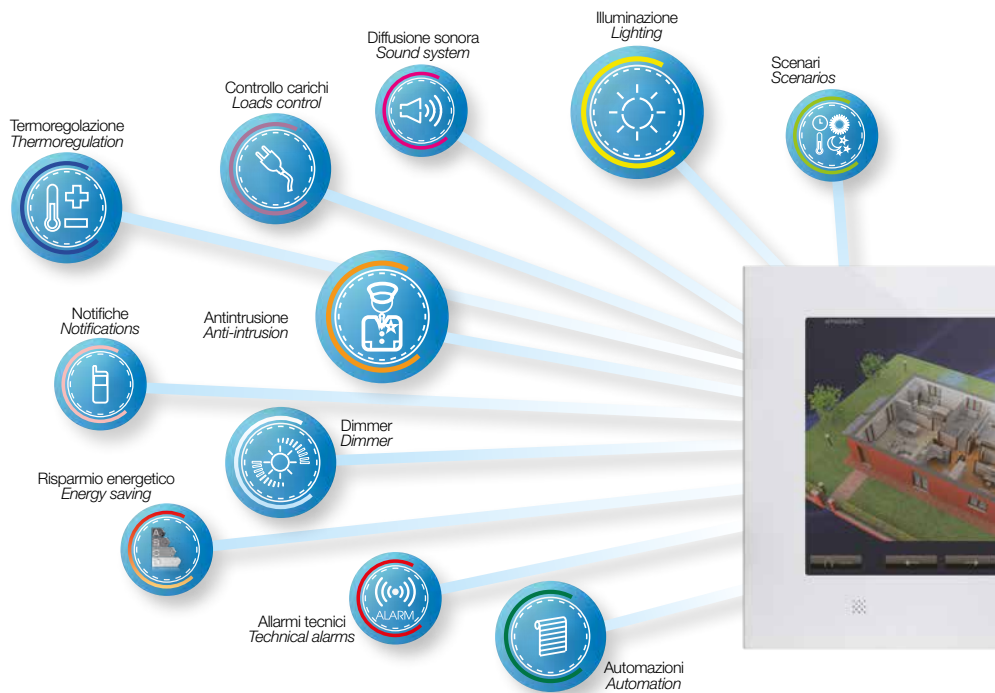 Illuminazione
Lighting
Diffusione sonora
Sound system
Scenari
Scenarios
Controllo carichi
Loads control
Termoregolazione
Thermoregulation
Notifiche
Notifications
Antintrusione
Anti-intrusion
Dimmer
Dimmer
Risparmio energetico
Energy saving
A
ALARM
Allarmi tecnici
Technical alarms
Automazioni
Automation